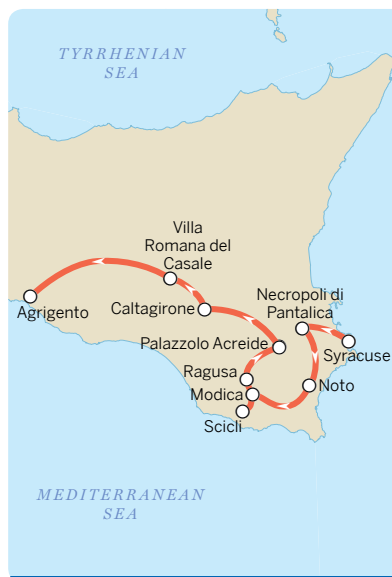 TYRRHENIAN
SEA
Villa
Romana del
Casale
Necropoli di
Pantalica
Agrigento
Caltagirone
Palazzolo Acreide
Syracuse
Ragusa
Noto
Modica
Scicli
MEDITERRANEAN
SEA